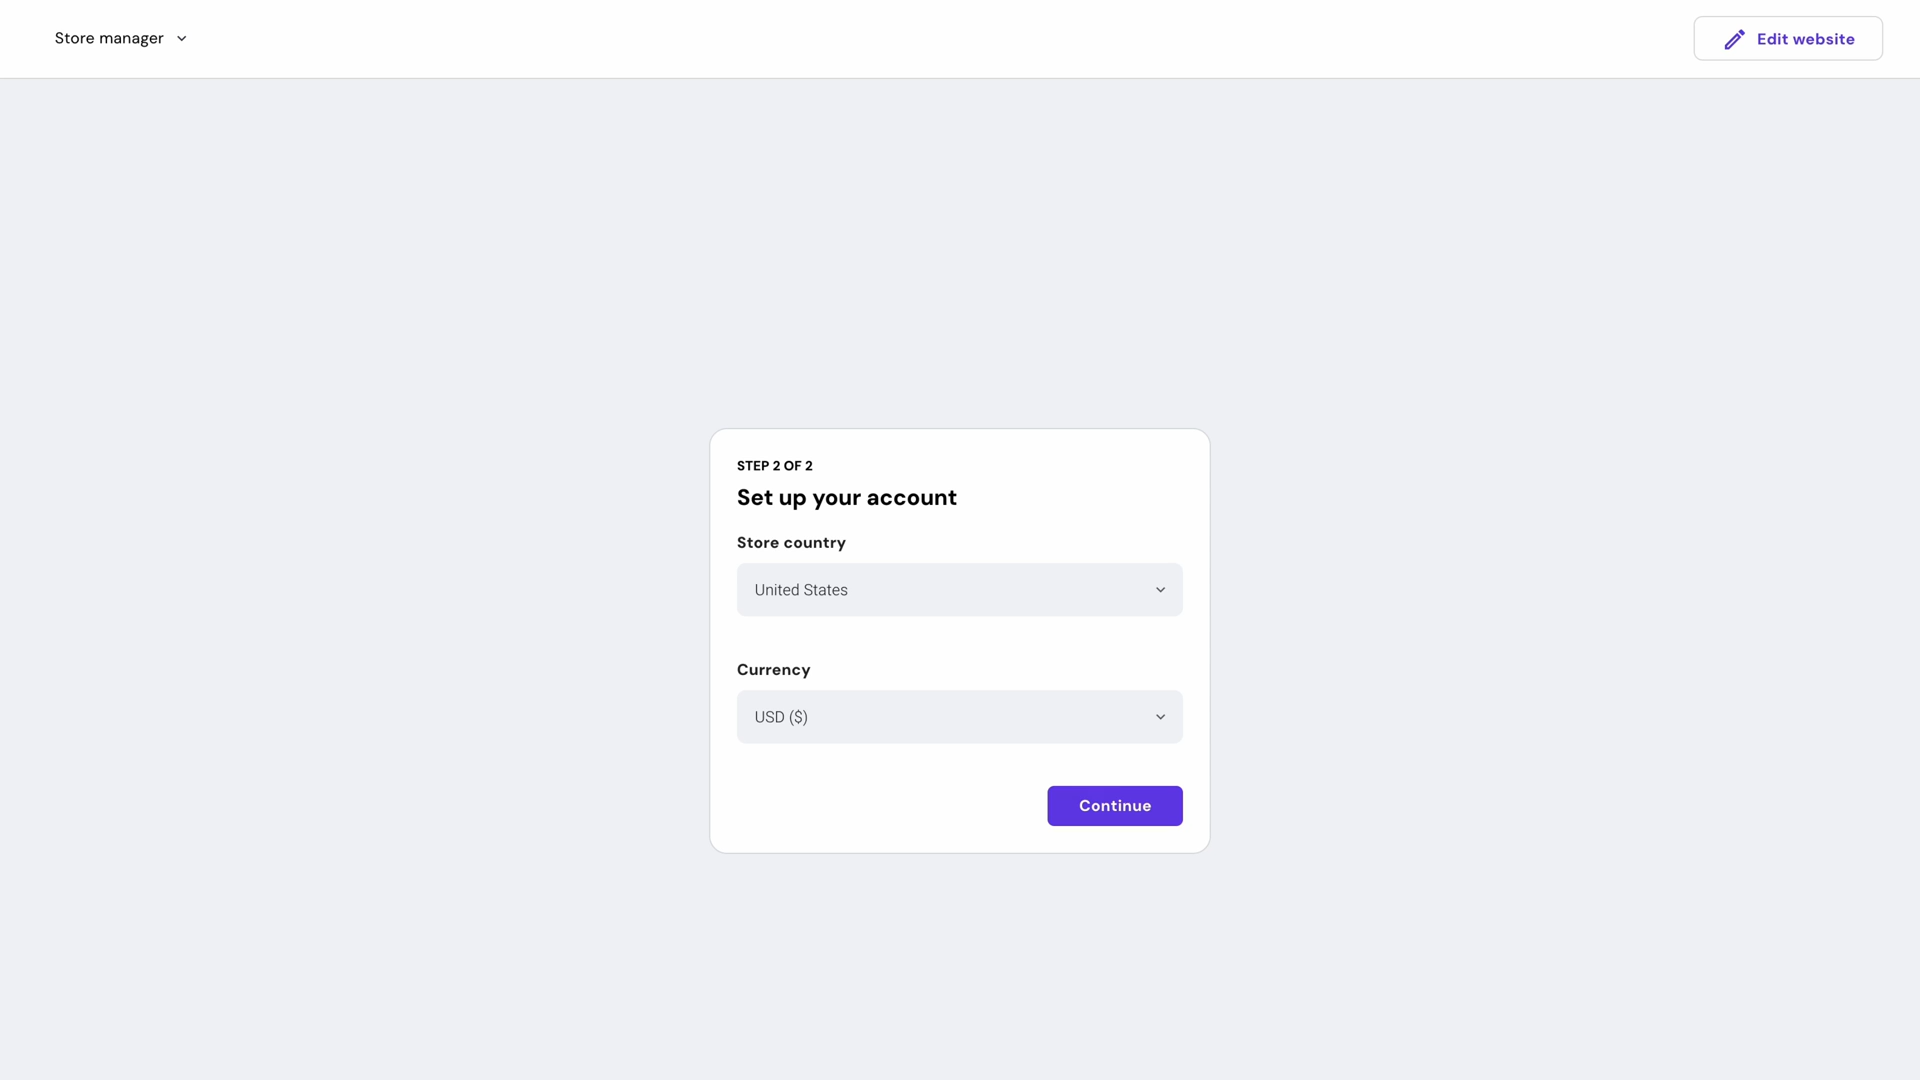 Store manager
Edit website
STEP 2 OF 2
Set up your account
Store country
United States
Currency
USD ($)
Continue